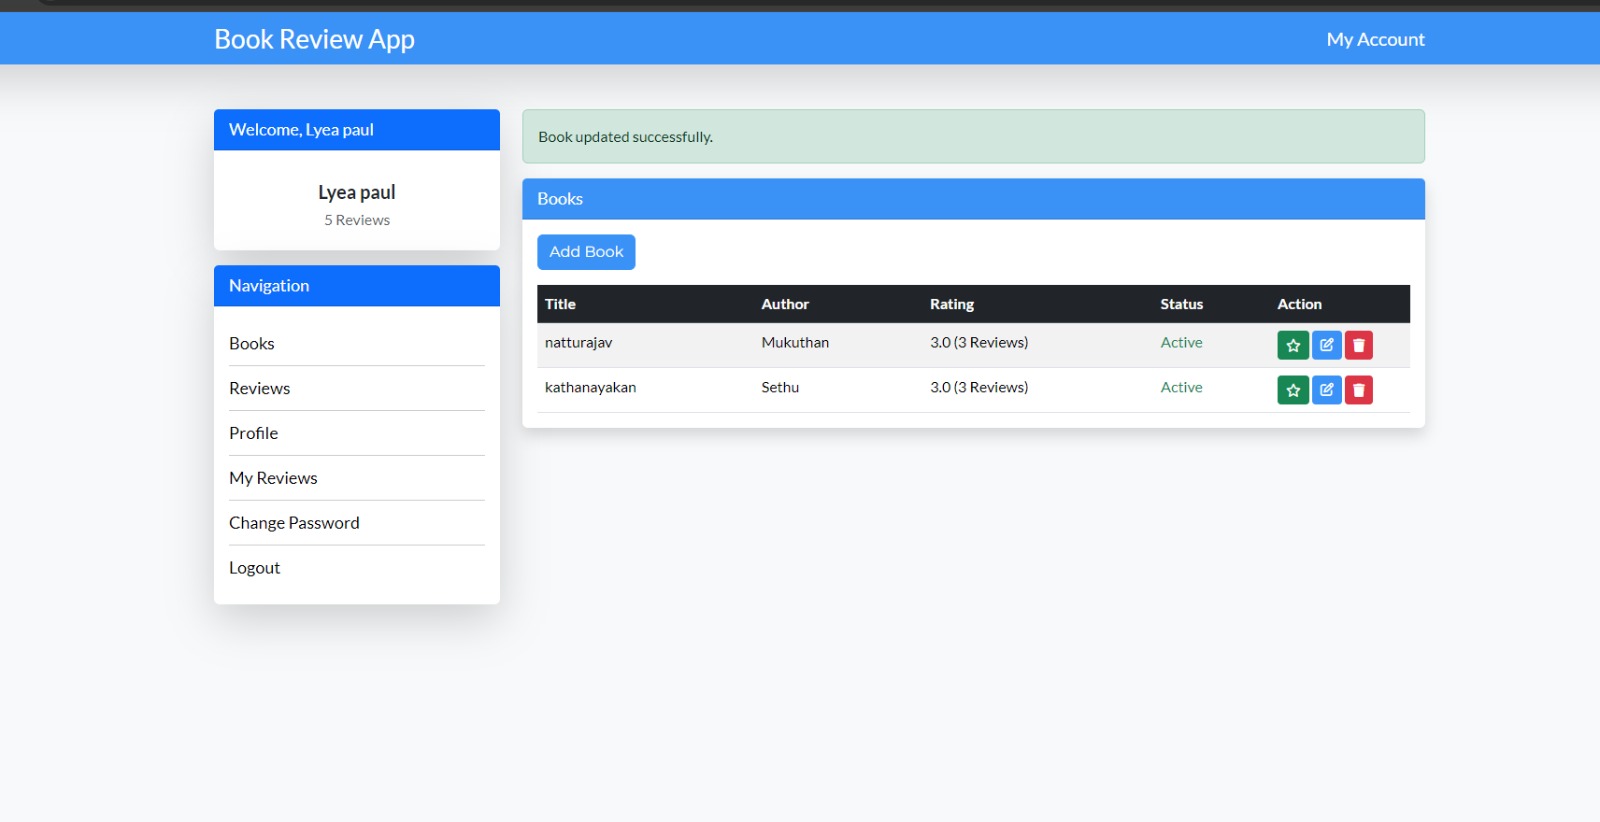 Book Review App
My Account
Welcome, Lyea paul
Lyea paul
5 Reviews
Navigation
Books
Reviews
Profile
My Reviews
Change Password
Logout
Book updated successfully.
Books
Add Book
Title Author Rating Status Action
natturajav Mukuthan 3.0 (3 Reviews) Active
kathanayakan Sethu 3.0 (3 Reviews) Active